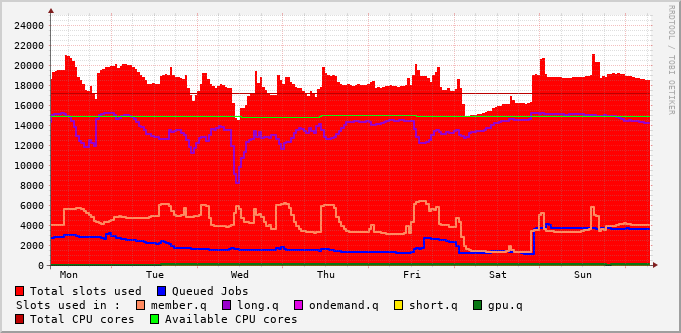 24000
22000
20000
18000
16000
14000
12000
10000
8000
6000
4000
2000
0
Mon Tue Wed Thu Fri Sat Sun
RRDTOOL / TOBI OETIKER
Total slots used Queued Jobs
Slots used in : member.q long.q ondemand.q short.q gpu.q
Total CPU cores Available CPU cores